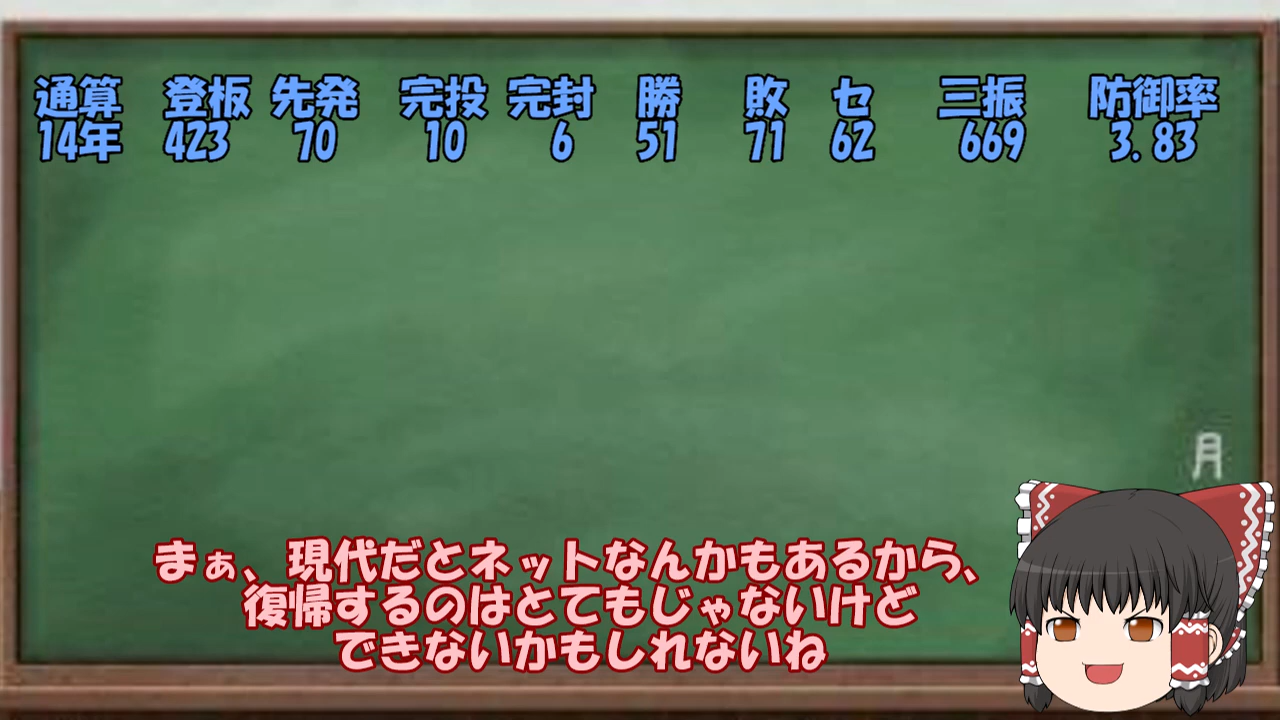 通算 登板 先発 完投 完封 勝 敗 セ 三振 防御率
14年 423 70 10 6 51 71 62 669 3.83
月
まぁ、現代だとネットなんかもあるから、
復帰するのはとてもじゃないけど
できないかもしれないね